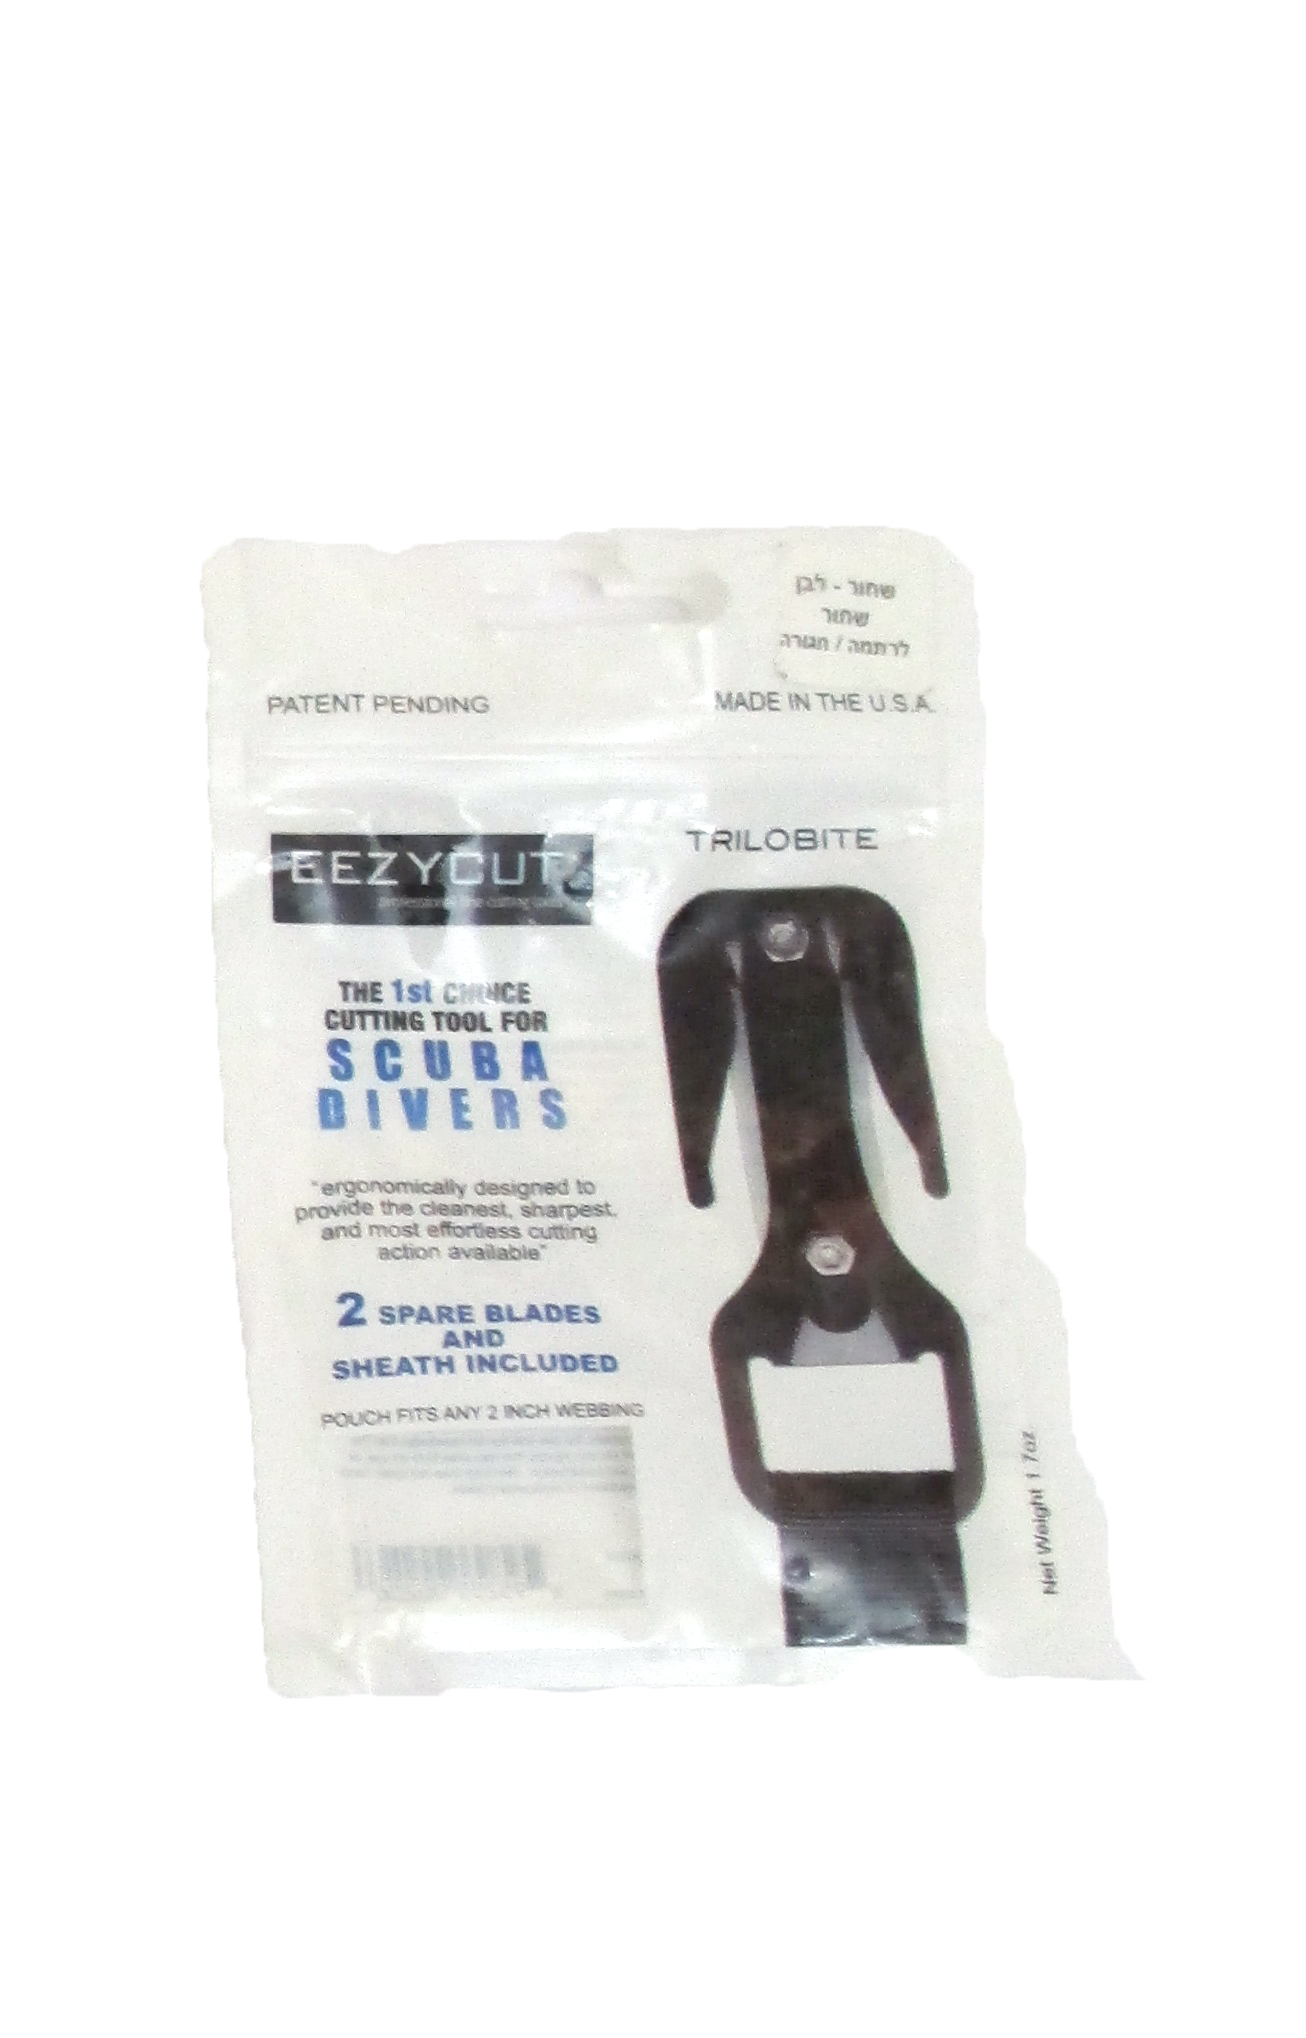 שחור - לבן
שחור
לרתמה / חגורה
PATENT PENDING
MADE IN THE U.S.A.
EEZYCUT
TRILOBITE
THE 1st CHOICE
CUTTING TOOL FOR
SCUBA
DIVERS
"ergonomically designed to
provide the cleanest, sharpest,
and most effortless cutting
action available"
2 SPARE BLADES
AND
SHEATH INCLUDED
POUCH FITS ANY 2 INCH WEBBING
Net Weight 1.7oz